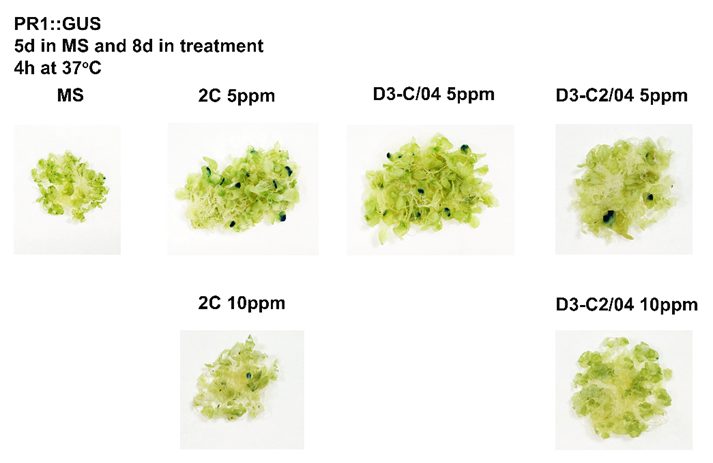 PR1::GUS
5d in MS and 8d in treatment
4h at 37°C
MS
2C 5ppm
D3-C/04 5ppm
D3-C2/04 5ppm
2C 10ppm
D3-C2/04 10ppm